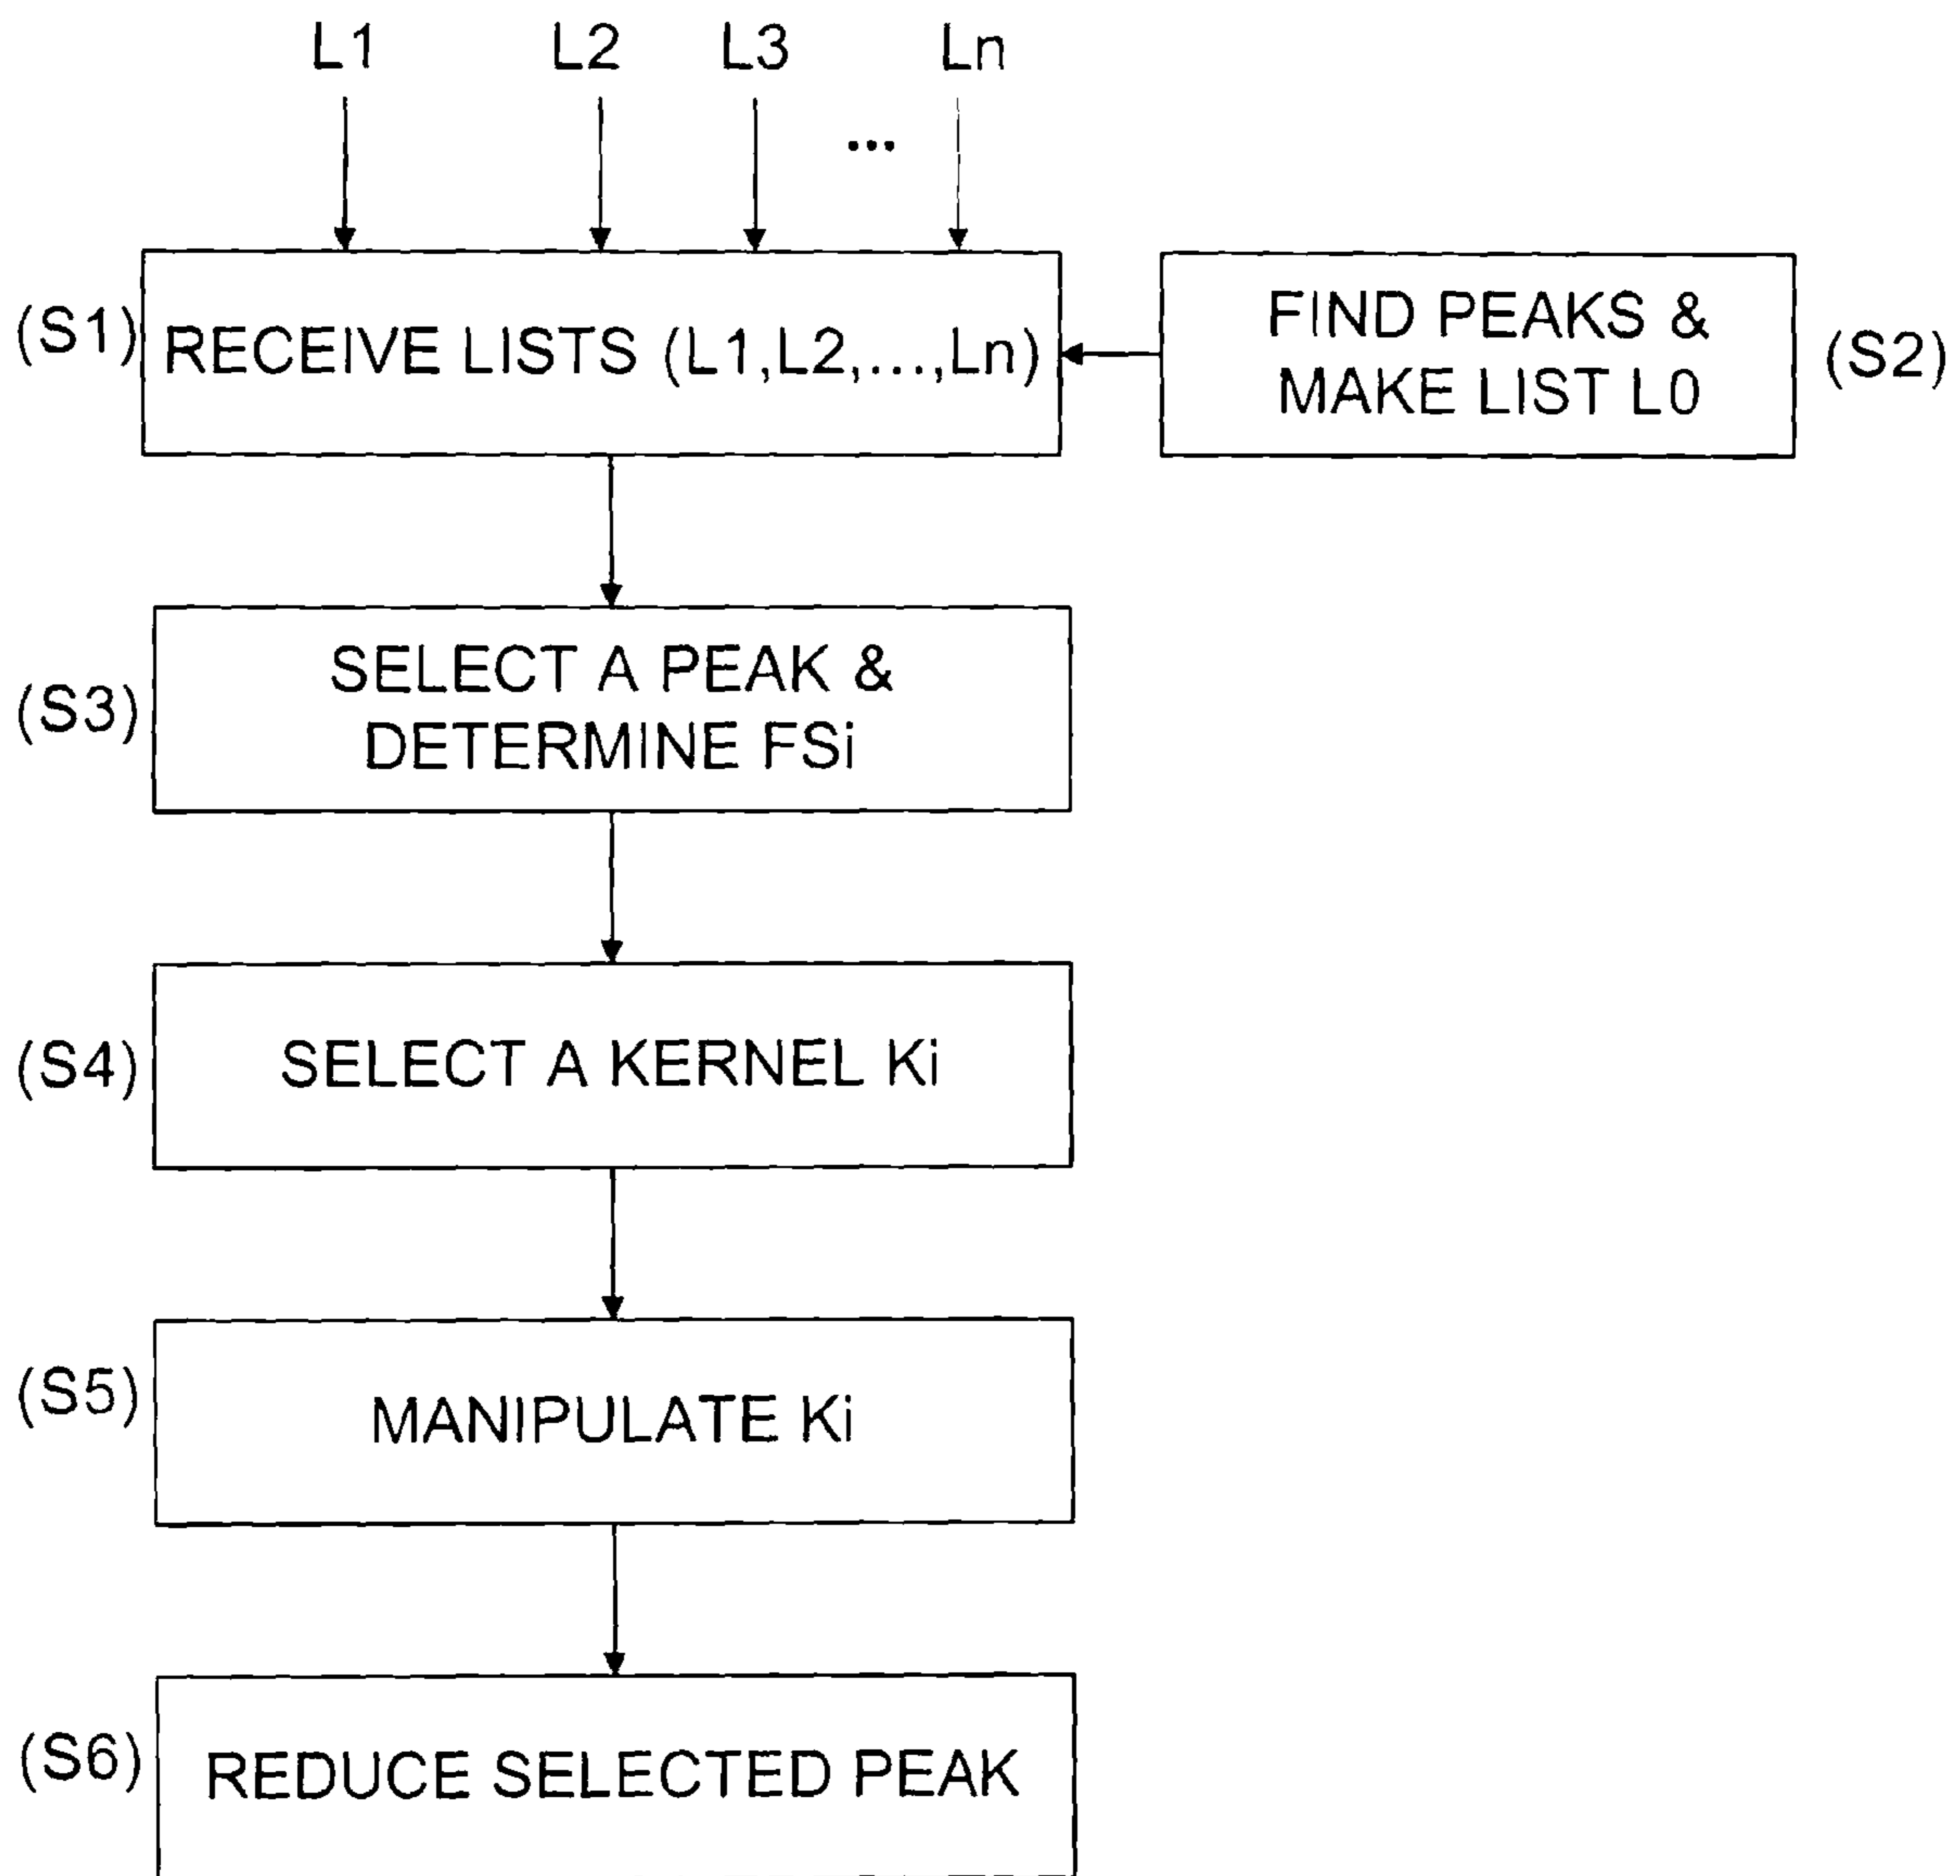 L1 L2 L3 Ln
...
(S1) RECEIVE LISTS (L1,L2,...,Ln)
FIND PEAKS &
MAKE LIST L0
(S2)
(S3)
SELECT A PEAK &
DETERMINE FSi
(S4) SELECT A KERNEL Ki
(S5) MANIPULATE Ki
(S6) REDUCE SELECTED PEAK